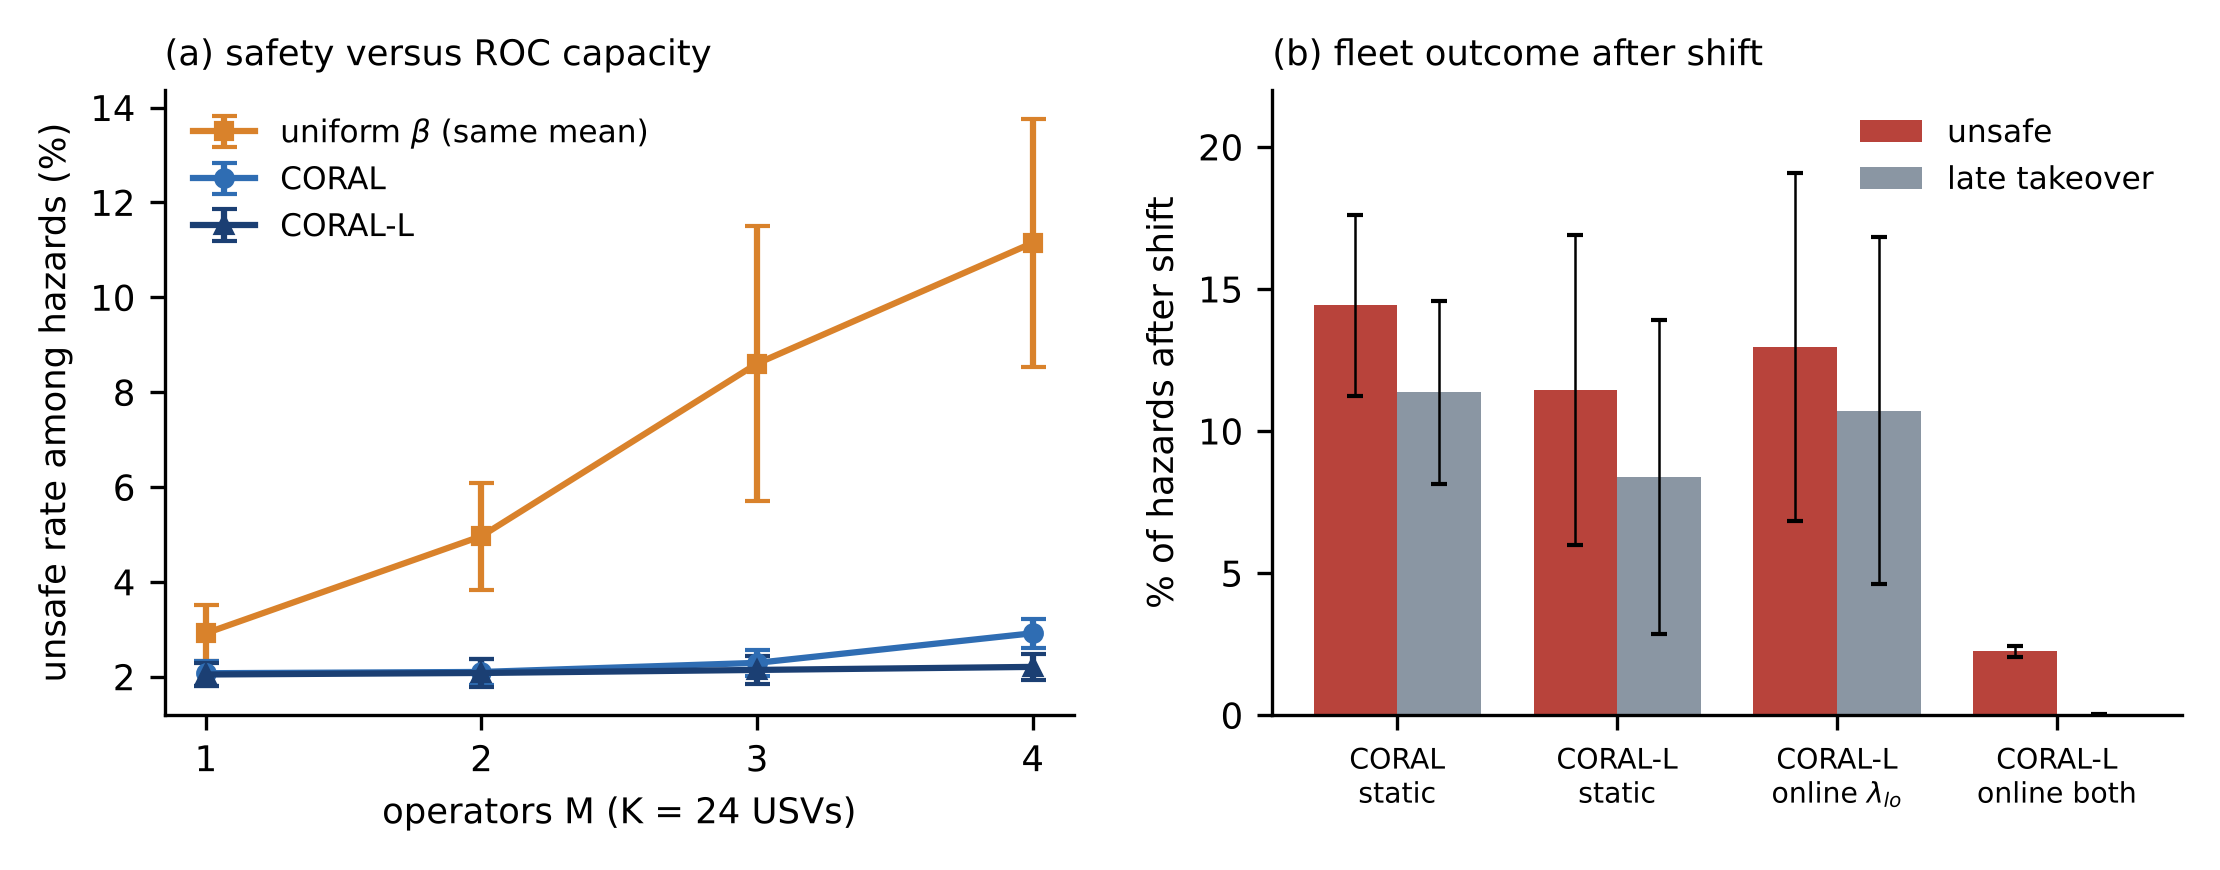 (a) safety versus ROC capacity
unsafe rate among hazards (%)
14
12
10
8
6
4
2
uniform β (same mean)
CORAL
CORAL-L
1
2
3
4
operators M (K = 24 USVs)
(b) fleet outcome after shift
% of hazards after shift
20
15
10
5
0
unsafe
late takeover
CORAL
static
CORAL-L
static
CORAL-L
online λlo
CORAL-L
online both